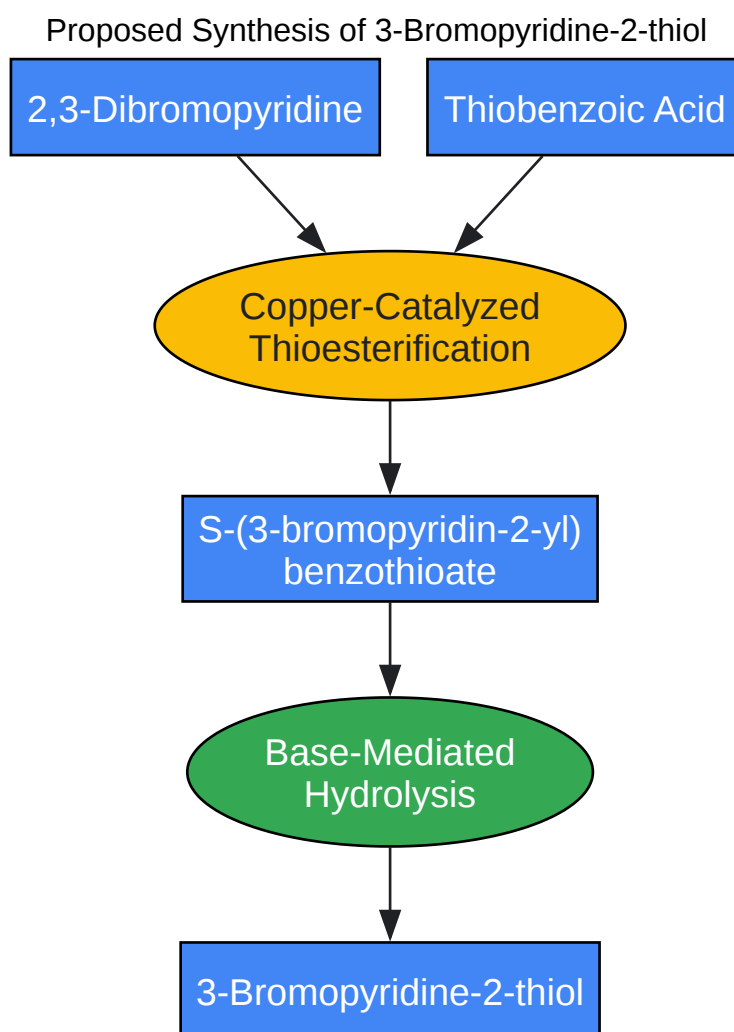 Proposed Synthesis of 3-Bromopyridine-2-thiol
2,3-Dibromopyridine
Thiobenzoic Acid
Copper-Catalyzed
Thioesterification
S-(3-bromopyridin-2-yl)
benzothioate
Base-Mediated
Hydrolysis
3-Bromopyridine-2-thiol